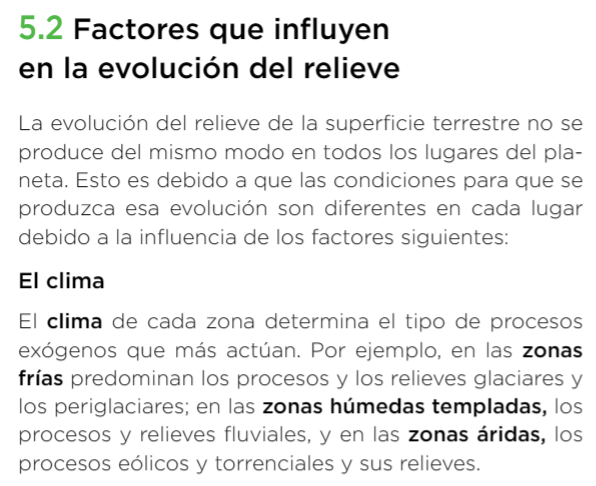 5.2 Factores que influyen
en la evolución del relieve
La evolución del relieve de la superficie terrestre no se
produce del mismo modo en todos los lugares del pla-
neta. Esto es debido a que las condiciones para que se
produzca esa evolución son diferentes en cada lugar
debido a la influencia de los factores siguientes:
El clima
El clima de cada zona determina el tipo de procesos
exógenos que más actúan. Por ejemplo, en las zonas
frías predominan los procesos y los relieves glaciares y
los periglaciares; en las zonas húmedas templadas, los
procesos y relieves fluviales, y en las zonas áridas, los
procesos eólicos y torrenciales y sus relieves.